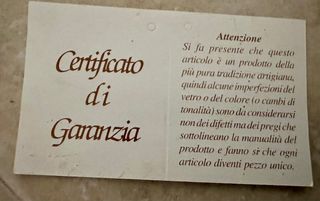 Certificato
di
Garanzia
Attenzione
Si fa presente che questo
articolo è un prodotto della
più pura tradizione artigiana,
quindi alcune imperfezioni del
vetro o del colore (o cambi di
tonalità) sono da considerarsi
non dei difetti ma dei pregi che
sottolineano la manualità del
prodotto e fanno sì che ogni
articolo diventi pezzo unico.